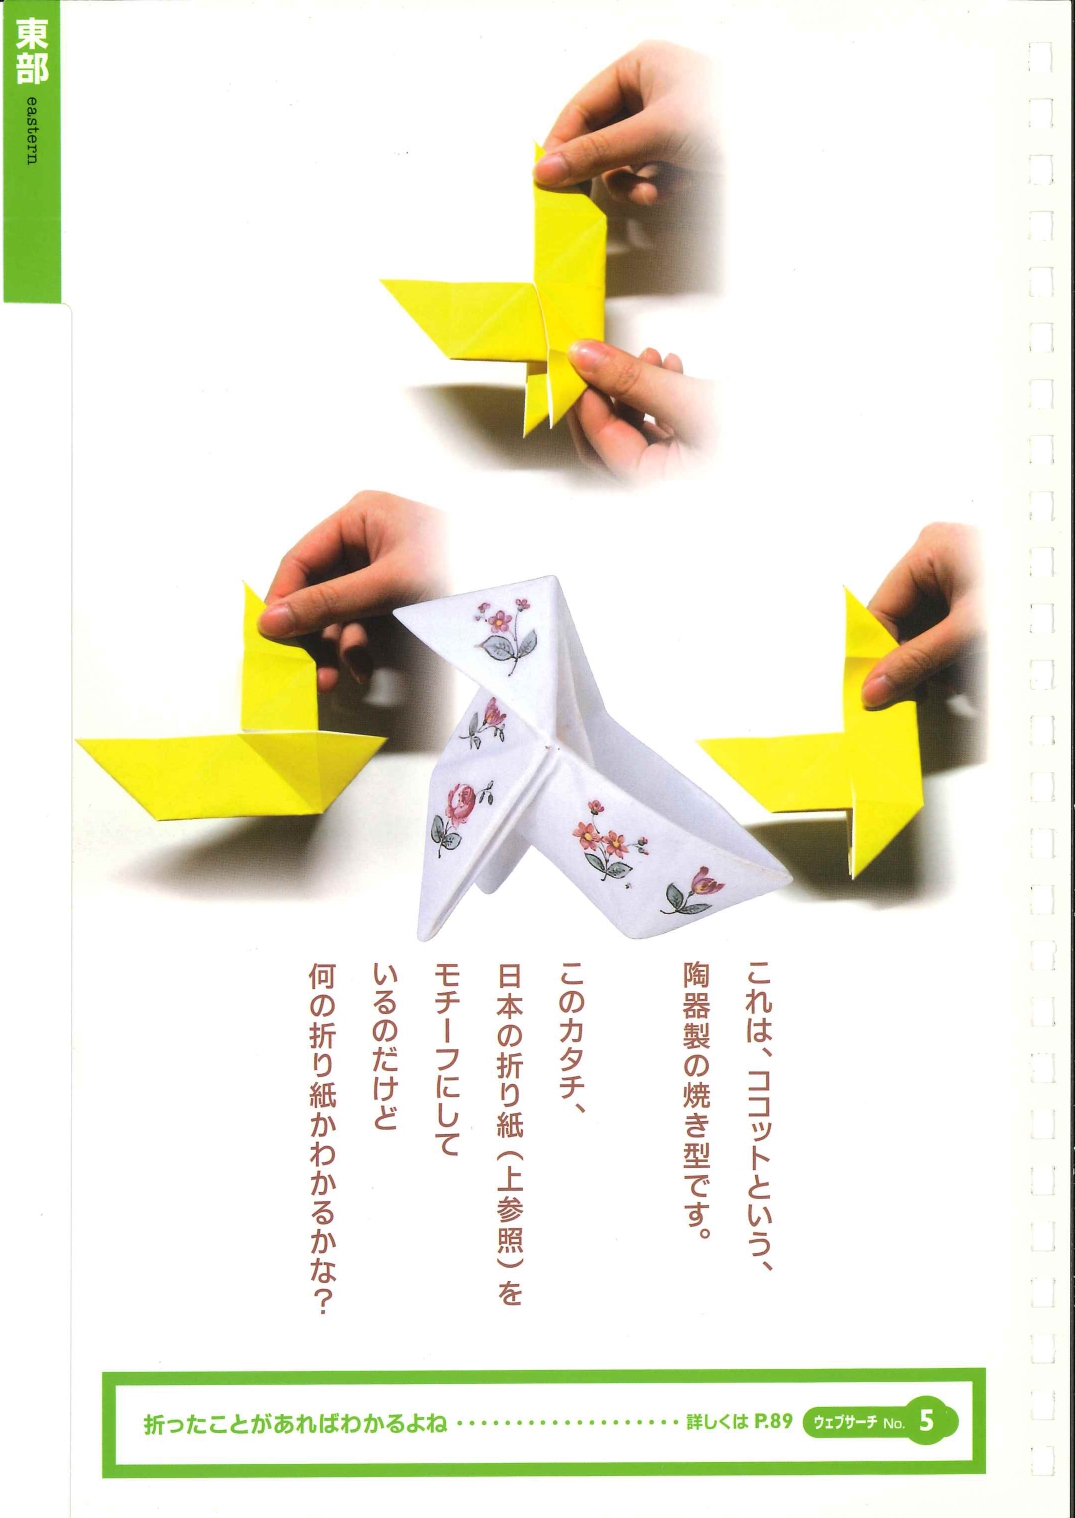 東部
eastern
これは、ココットという、
陶器製の焼き型です。
このカタチ、
日本の折り紙（上参照）を
モチーフにして
いるのだけど
何の折り紙かわかるかな？
折ったことがあればわかるよね・・・・・・・・・・・・・・・・・・・詳しくは P.89 ウェブサーチ No. 5